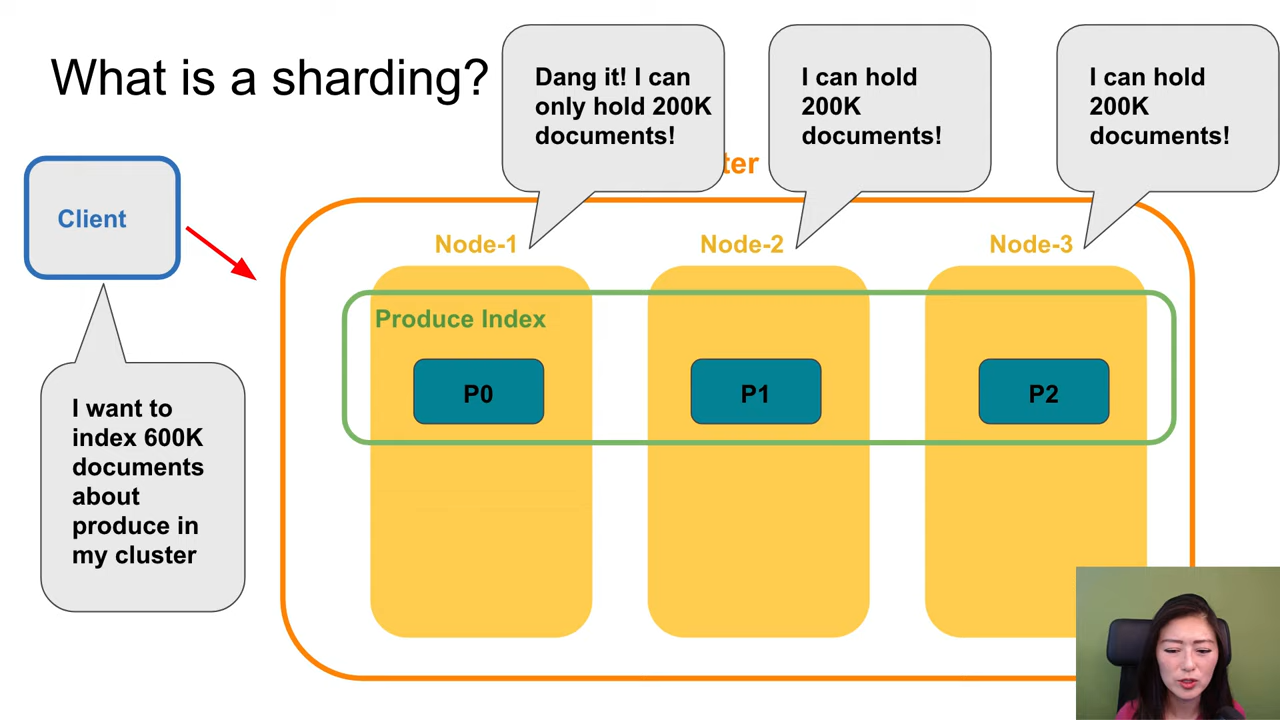 What is a sharding?
Dang it! I can
only hold 200K
documents!
I can hold
200K
documents!
I can hold
200K
documents!
ter
Client
Node-1
Node-2
Node-3
Produce Index
P0
P1
P2
I want to
index 600K
documents
about
produce in
my cluster